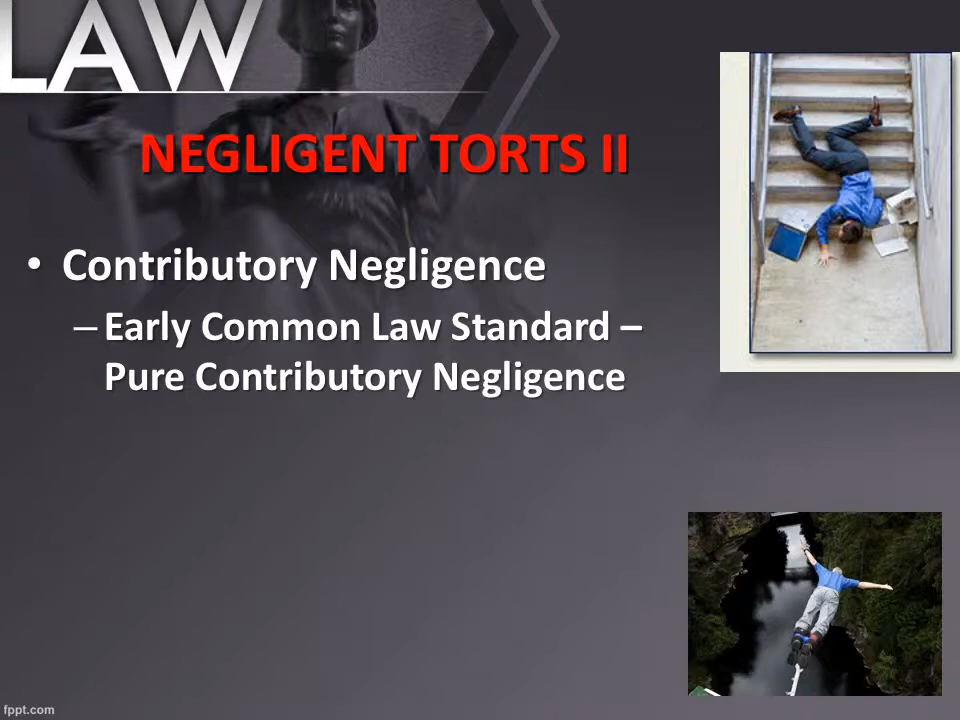 LAW
NEGLIGENT TORTS II
• Contributory Negligence
– Early Common Law Standard –
Pure Contributory Negligence
fppt.com